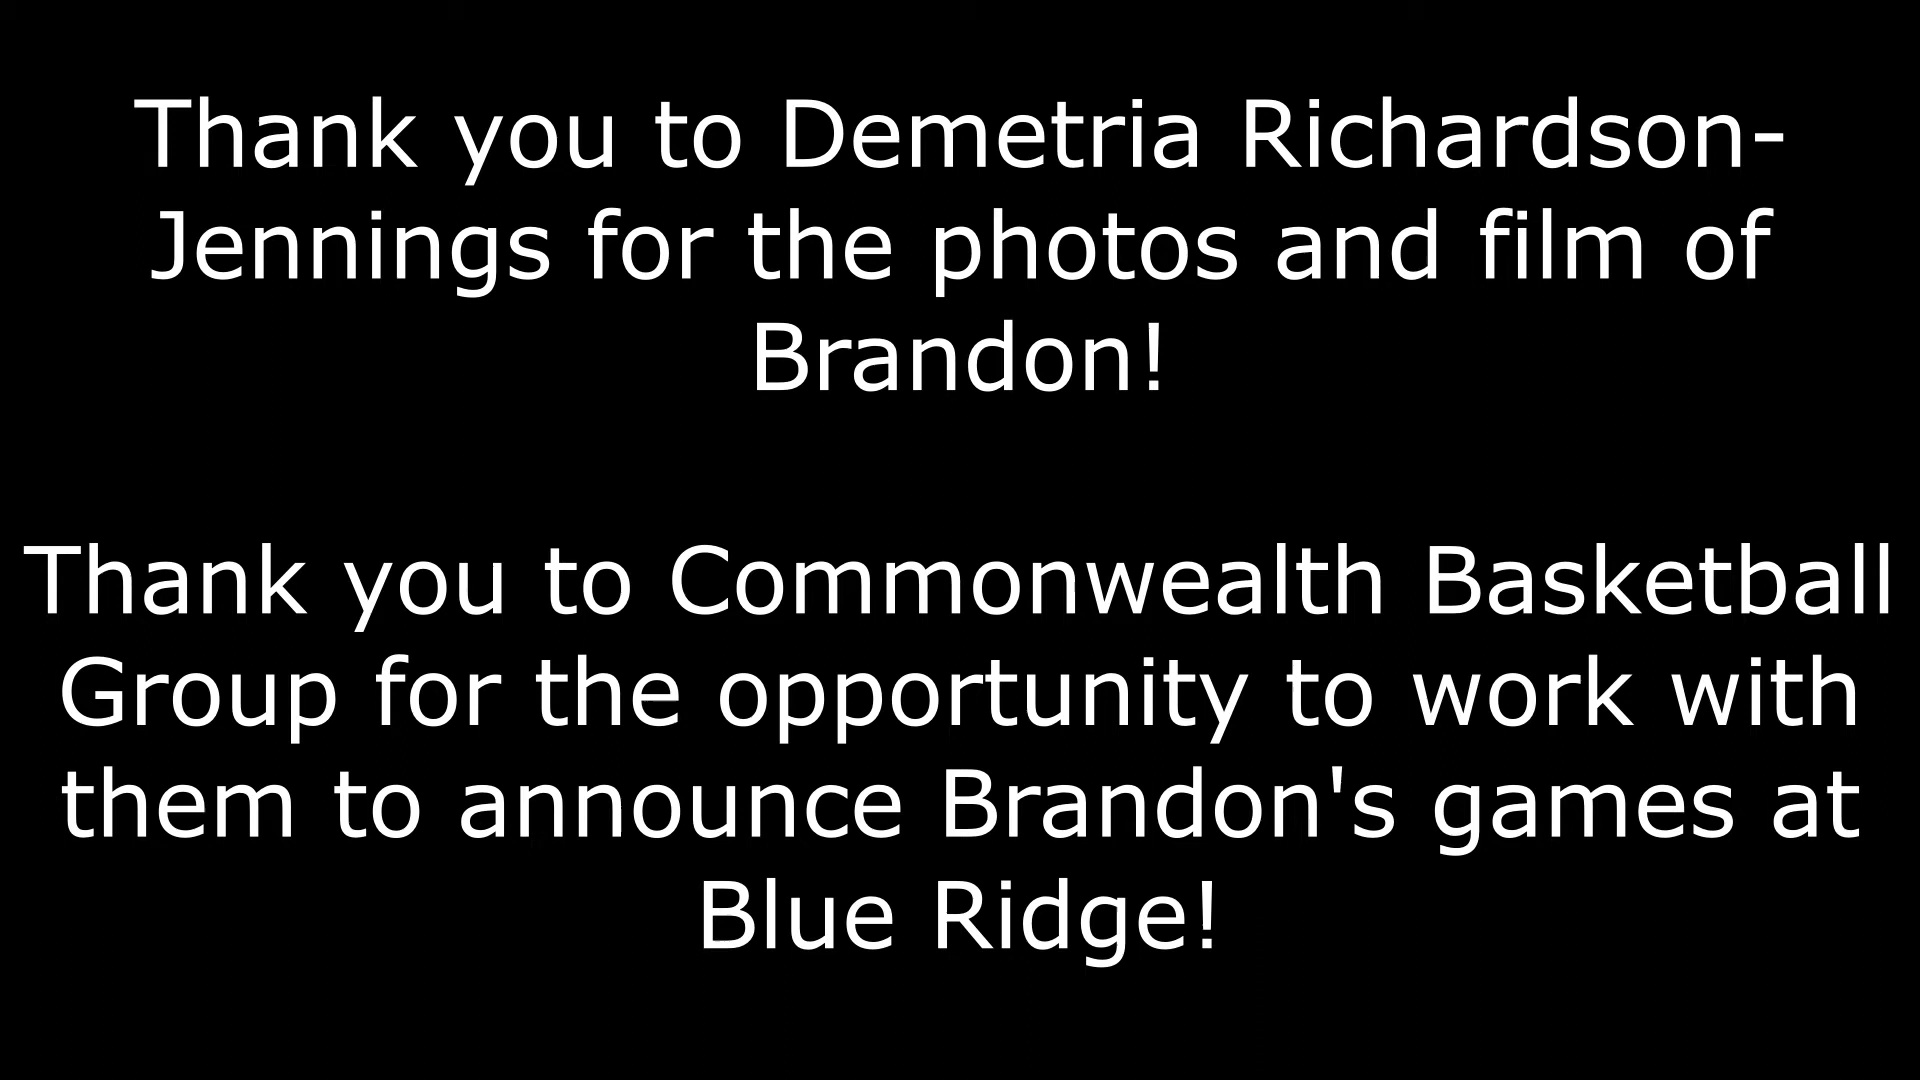 Thank you to Demetria Richardson-
Jennings for the photos and film of
Brandon!
Thank you to Commonwealth Basketball
Group for the opportunity to work with
them to announce Brandon's games at
Blue Ridge!